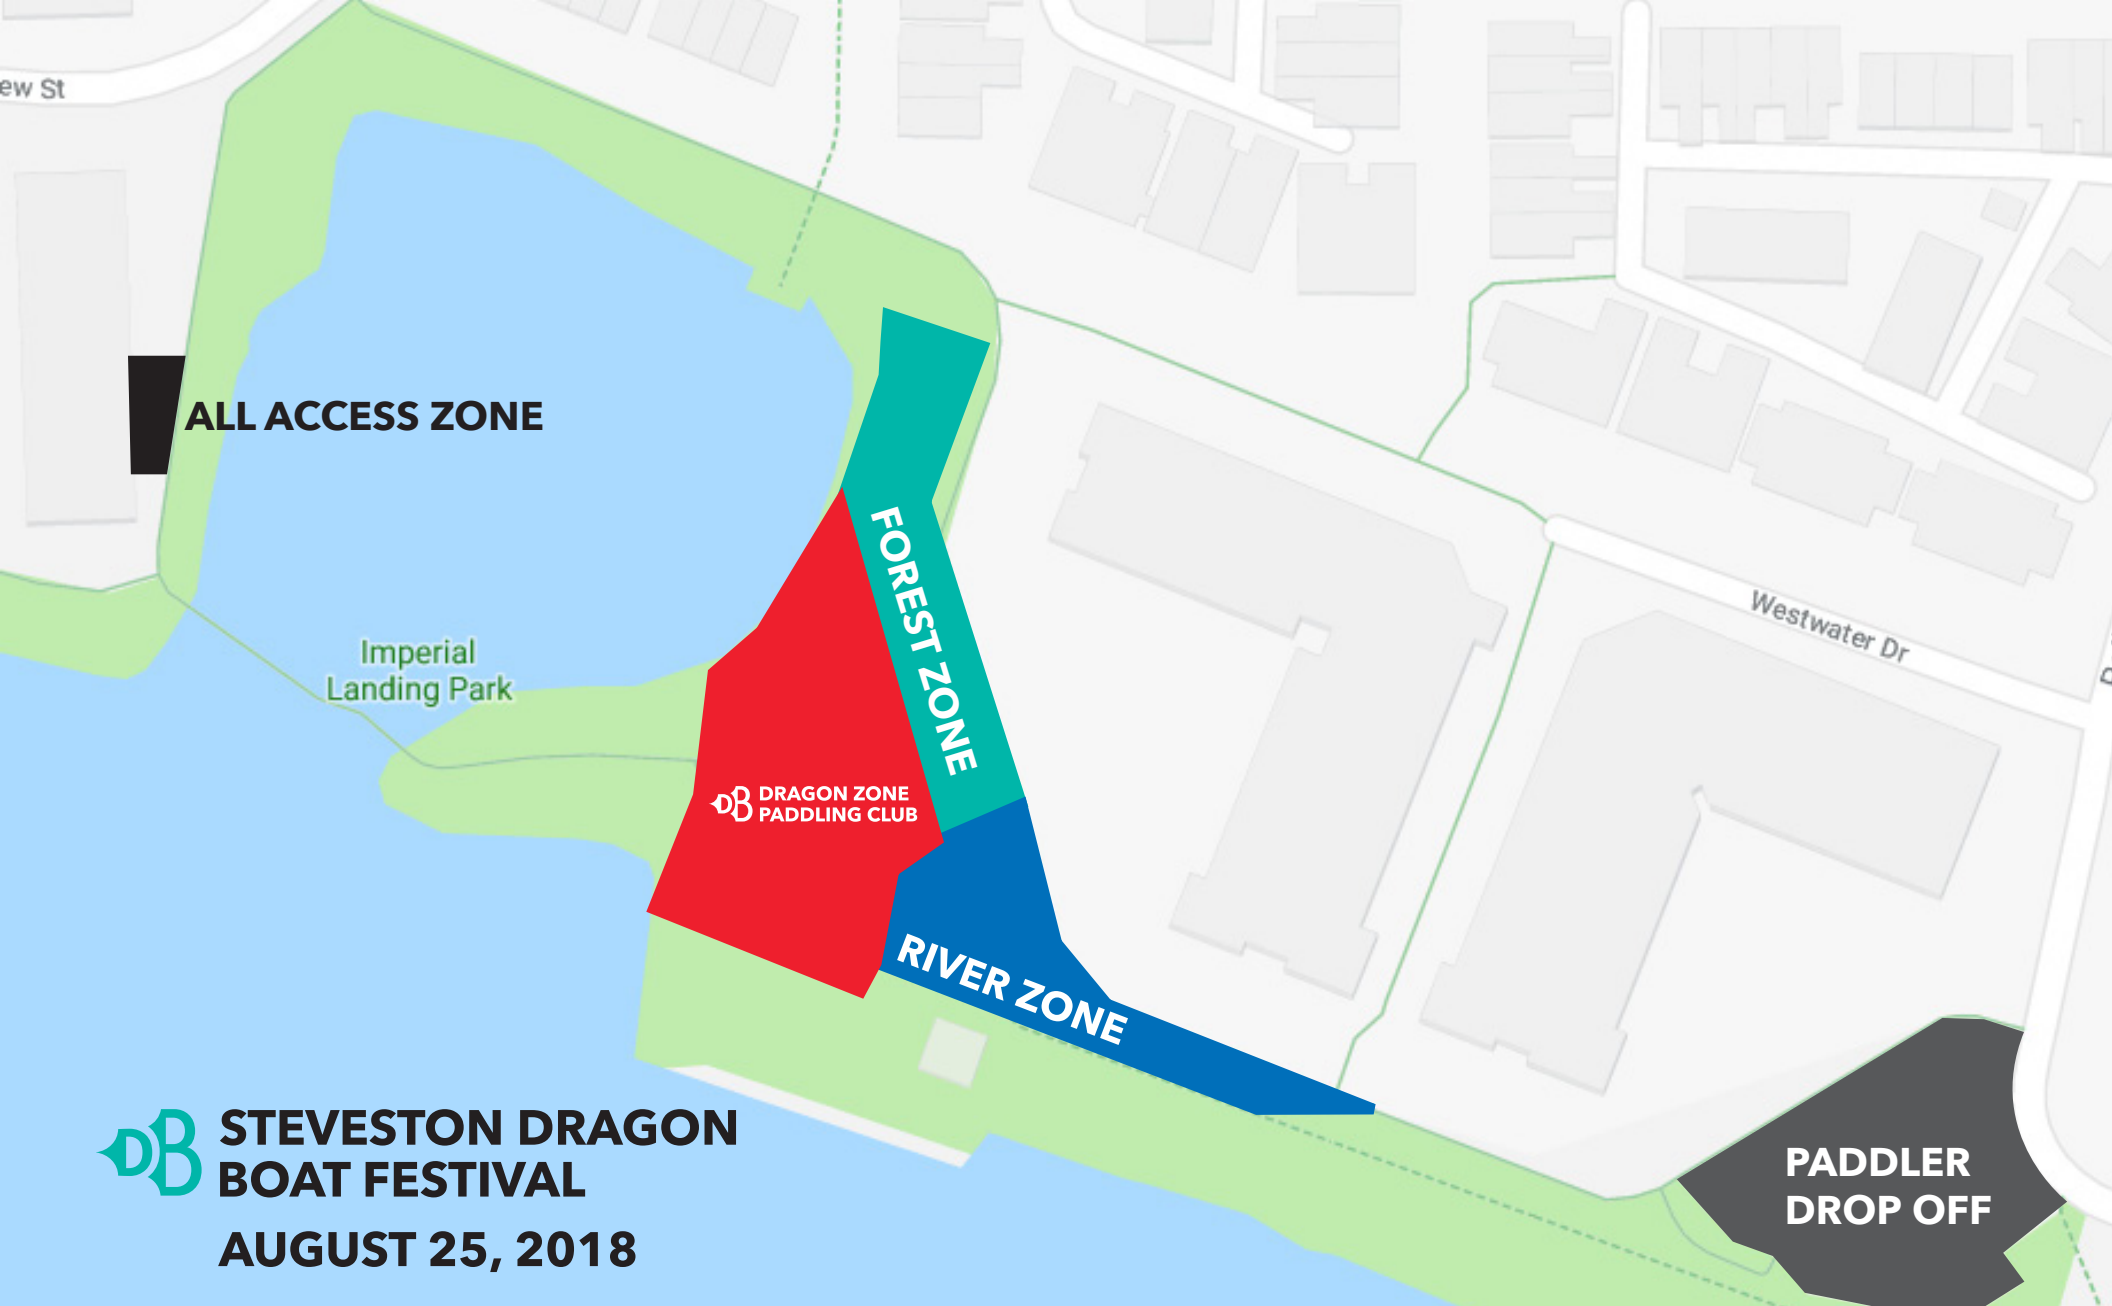 ew St
ALL ACCESS ZONE
FOREST ZONE
Westwater Dr
Imperial
Landing Park
DRAGON ZONE
PADDLING CLUB
RIVER ZONE
DB STEVESTON DRAGON
BOAT FESTIVAL
AUGUST 25, 2018
PADDLER
DROP OFF